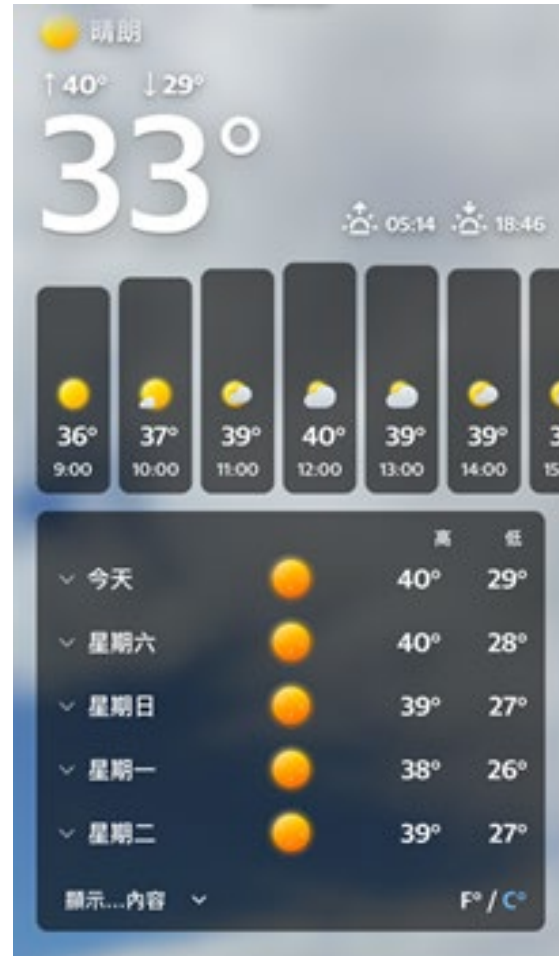 晴朗
↑40° ↓29°
33°
05:14 18:46
36° 37° 39° 40° 39° 39° 3
9:00 10:00 11:00 12:00 13:00 14:00 15
高 低
今天 40° 29°
星期六 40° 28°
星期日 39° 27°
星期一 38° 26°
星期二 39° 27°
顯示...內容 F° / C°